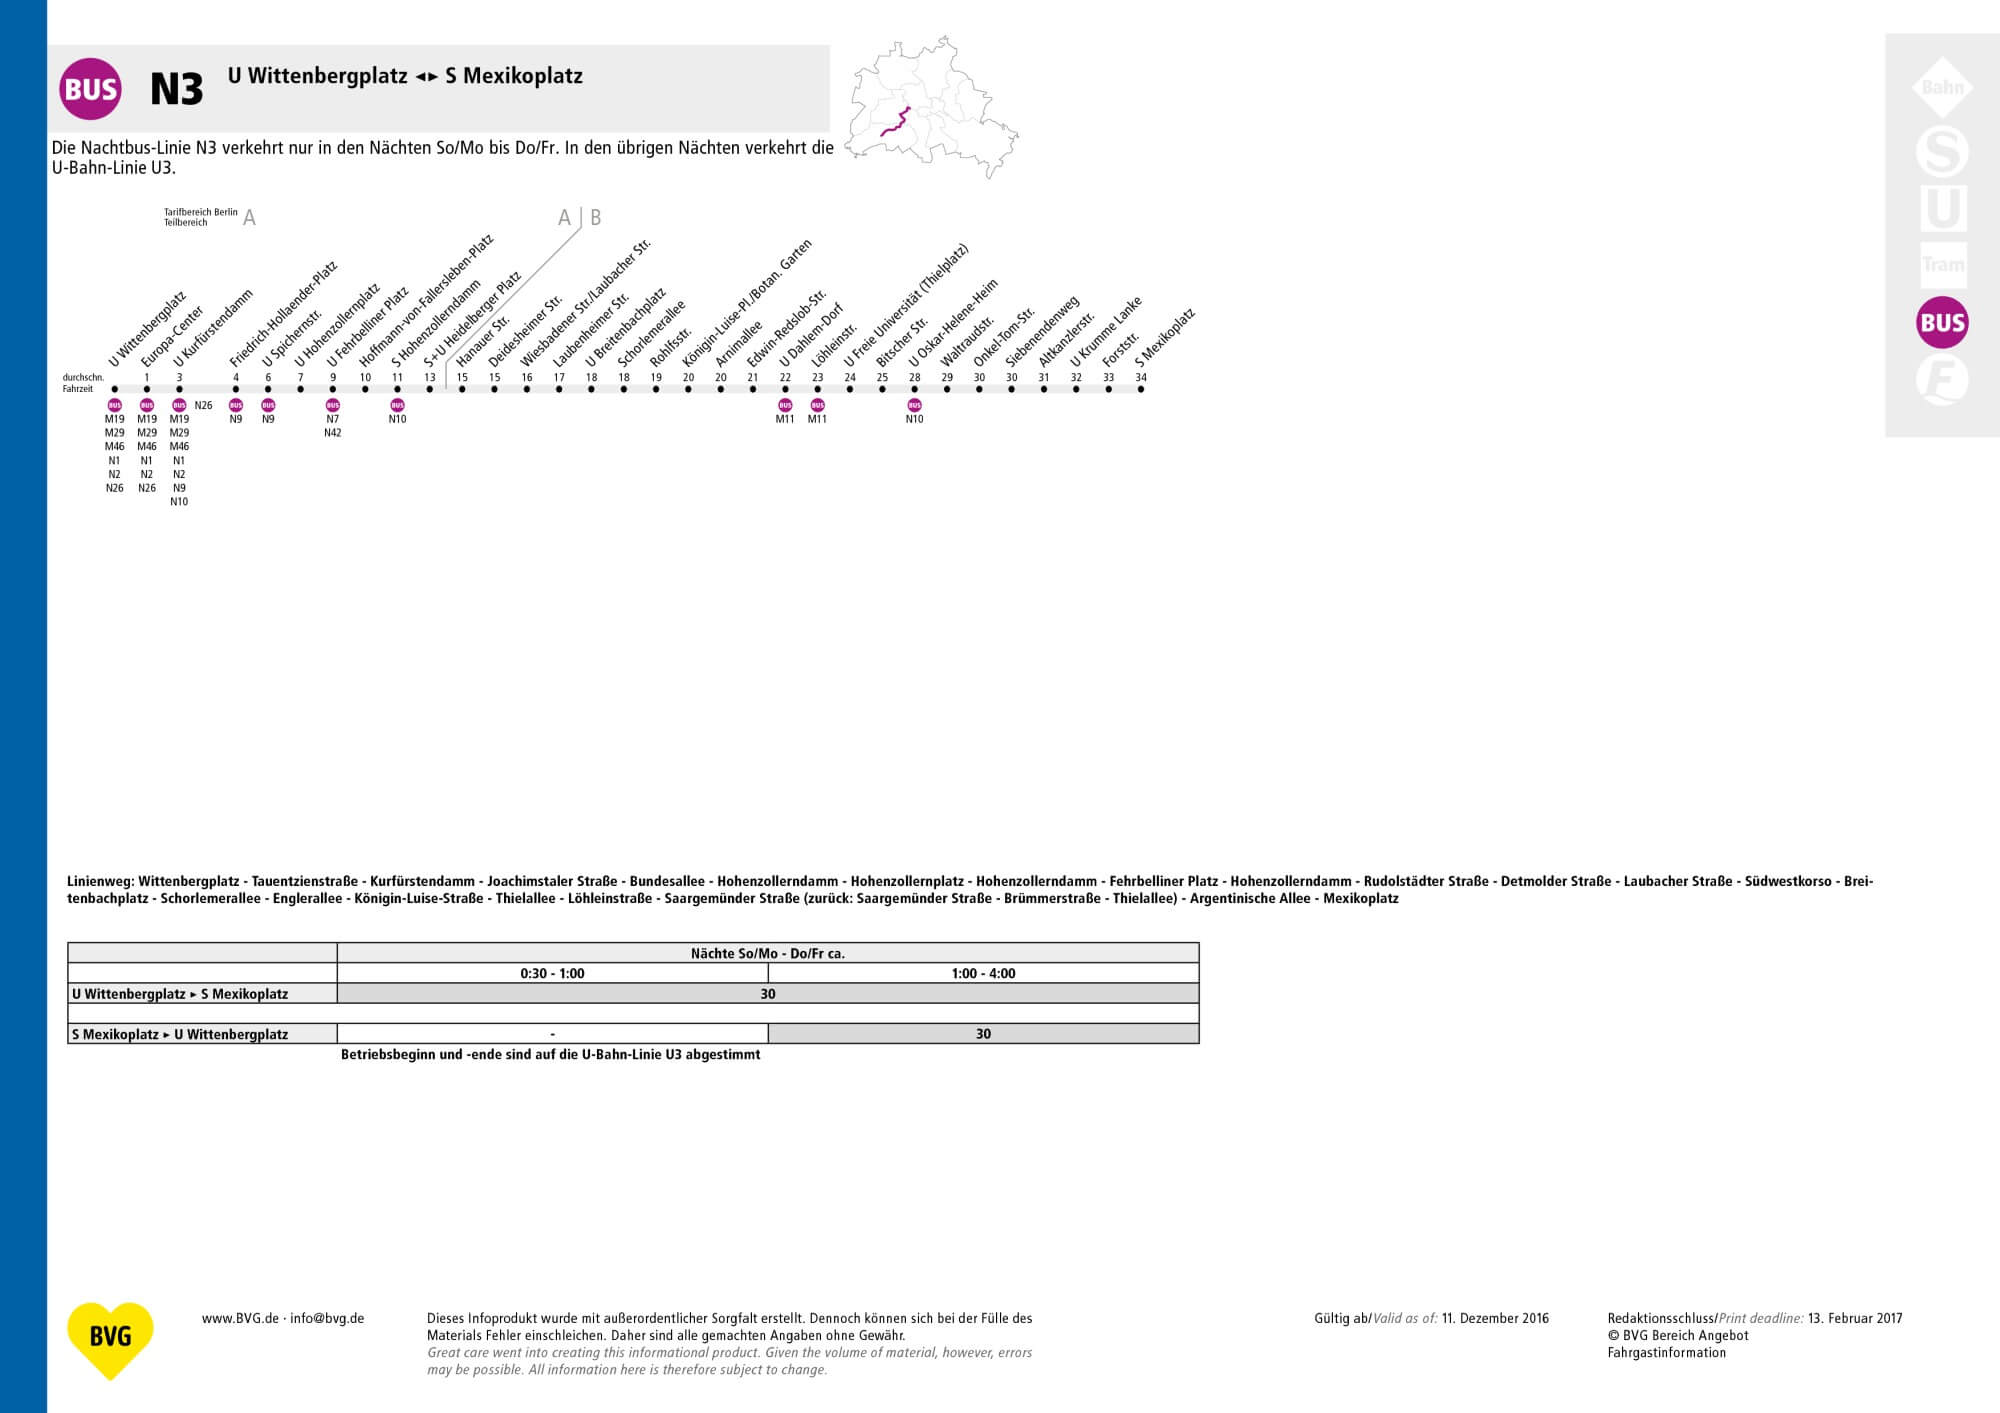 BUS N3 U Wittenbergplatz ◂▸ S Mexikoplatz
Die Nachtbus-Linie N3 verkehrt nur in den Nächten So/Mo bis Do/Fr. In den übrigen Nächten verkehrt die
U-Bahn-Linie U3.
Bahn
S
U
Tram
BUS
F
Tarifbereich Berlin
Teilbereich
A
A | B
U Wittenbergplatz
Europa-Center
U Kurfürstendamm
Friedrich-Hollaender-Platz
U Spichernstr.
U Hohenzollernplatz
U Fehrbelliner Platz
Hoffmann-von-Fallersleben-Platz
S Hohenzollerndamm
S+U Heidelberger Platz
Hanauer Str.
Deidesheimer Str.
Wiesbadener Str./Laubacher Str.
Laubenheimer Str.
U Breitenbachplatz
Schorlemerallee
Rohlfsstr.
Königin-Luise-Pl./Botan. Garten
Arnimallee
Edwin-Redslob-Str.
U Dahlem-Dorf
Löhleinstr.
U Freie Universität (Thielplatz)
Bitscher Str.
U Oskar-Helene-Heim
Waltraudstr.
Onkel-Tom-Str.
Siebenendenweg
Altkanzlerstr.
U Krumme Lanke
Forststr.
S Mexikoplatz
durchschn.
Fahrzeit
1 3 4 6 7 9 10 11 13 15 15 16 17 18 18 19 20 20 21 22 23 24 25 28 29 30 30 31 32 33 34
BUS BUS BUS N26 BUS BUS BUS BUS BUS BUS BUS
M19 M19 M19 N9 N9 N7 N10 M11 M11 N10
M29 M29 M29 N42
M46 M46 M46
N1 N1 N1
N2 N2 N2
N26 N26 N9
N10
Linienweg: Wittenbergplatz - Tauentzienstraße - Kurfürstendamm - Joachimstaler Straße - Bundesallee - Hohenzollerndamm - Hohenzollernplatz - Hohenzollerndamm - Fehrbelliner Platz - Hohenzollerndamm - Rudolstädter Straße - Detmolder Straße - Laubacher Straße - Südwestkorso - Brei-
tenbachplatz - Schorlemerallee - Englerallee - Königin-Luise-Straße - Thielallee - Löhleinstraße - Saargemünder Straße (zurück: Saargemünder Straße - Brümmerstraße - Thielallee) - Argentinische Allee - Mexikoplatz
Nächte So/Mo - Do/Fr ca.
0:30 - 1:00 1:00 - 4:00
U Wittenbergplatz ▸ S Mexikoplatz 30
S Mexikoplatz ▸ U Wittenbergplatz - 30
Betriebsbeginn und -ende sind auf die U-Bahn-Linie U3 abgestimmt
BVG
www.BVG.de · info@bvg.de
Dieses Infoprodukt wurde mit außerordentlicher Sorgfalt erstellt. Dennoch können sich bei der Fülle des
Materials Fehler einschleichen. Daher sind alle gemachten Angaben ohne Gewähr.
Great care went into creating this informational product. Given the volume of material, however, errors
may be possible. All information here is therefore subject to change.
Gültig ab/Valid as of: 11. Dezember 2016
Redaktionsschluss/Print deadline: 13. Februar 2017
© BVG Bereich Angebot
Fahrgastinformation